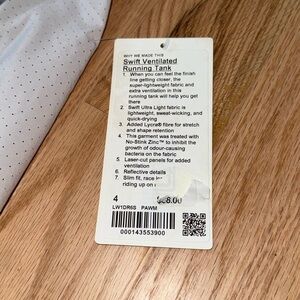 WHY WE MADE THIS
Swift Ventilated
Running Tank
1. When you can feel the finish
line getting closer, the
super-lightweight fabric and
extra ventilation in this
running tank will help you get
there
2. Swift Ultra Light fabric is
lightweight, sweat-wicking, and
quick-drying
3. Added Lycra® fibre for stretch
and shape retention
4. This garment was treated with
No-Stink Zinc™ to inhibit the
growth of odour-causing
bacteria on the fabric
5. Laser-cut panels for added
ventilation
6. Reflective details
7. Slim fit, race
riding up on
4
LW1DR6S PAWM
000143553900